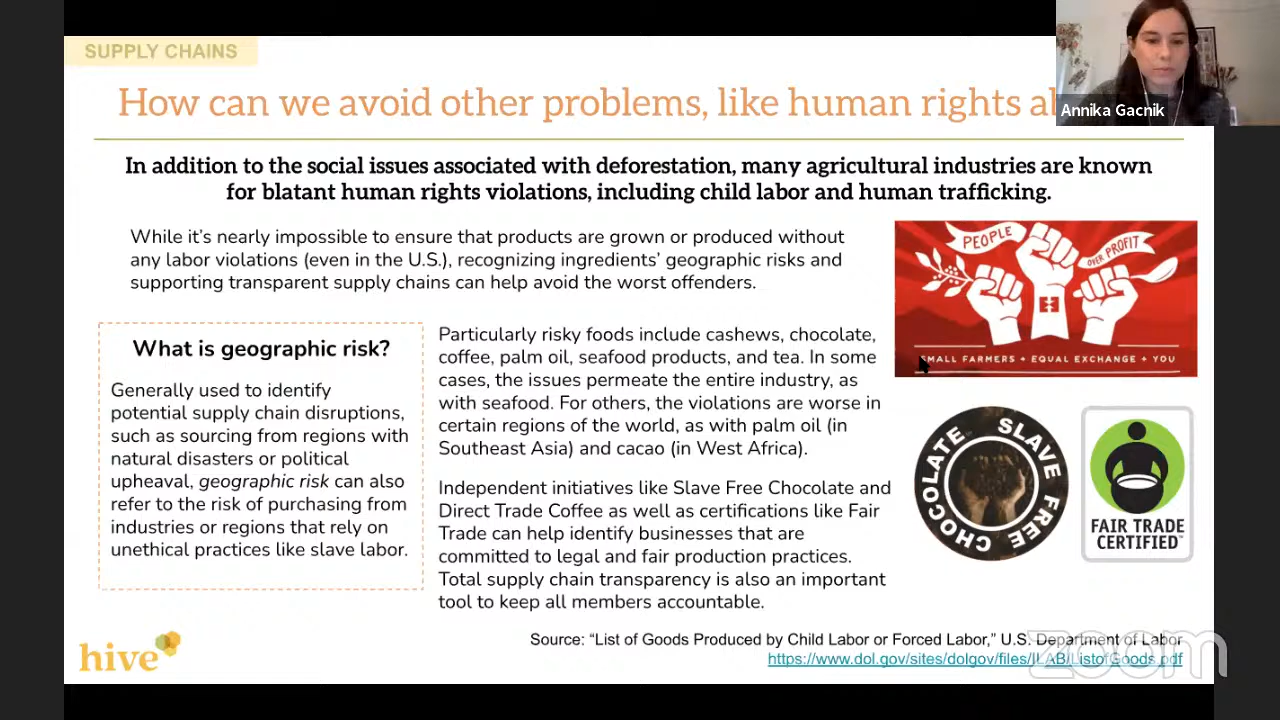 SUPPLY CHAINS
How can we avoid other problems, like human rights
Annika Gacnik
In addition to the social issues associated with deforestation, many agricultural industries are known
for blatant human rights violations, including child labor and human trafficking.
While it's nearly impossible to ensure that products are grown or produced without
any labor violations (even in the U.S.), recognizing ingredients' geographic risks and
supporting transparent supply chains can help avoid the worst offenders.
PEOPLE
OVER PROFIT
SMALL FARMERS + EQUAL EXCHANGE + YOU
What is geographic risk?
Generally used to identify
potential supply chain disruptions,
such as sourcing from regions with
natural disasters or political
upheaval, geographic risk can also
refer to the risk of purchasing from
industries or regions that rely on
unethical practices like slave labor.
Particularly risky foods include cashews, chocolate,
coffee, palm oil, seafood products, and tea. In some
cases, the issues permeate the entire industry, as
with seafood. For others, the violations are worse in
certain regions of the world, as with palm oil (in
Southeast Asia) and cacao (in West Africa).
Independent initiatives like Slave Free Chocolate and
Direct Trade Coffee as well as certifications like Fair
Trade can help identify businesses that are
committed to legal and fair production practices.
Total supply chain transparency is also an important
tool to keep all members accountable.
SLAVE FREE CHOCOLATE
FAIR TRADE
CERTIFIED™
hive
Source: "List of Goods Produced by Child Labor or Forced Labor," U.S. Department of Labor
https://www.dol.gov/sites/dolgov/files/ILAB/ListofGoods.pdf
zoom